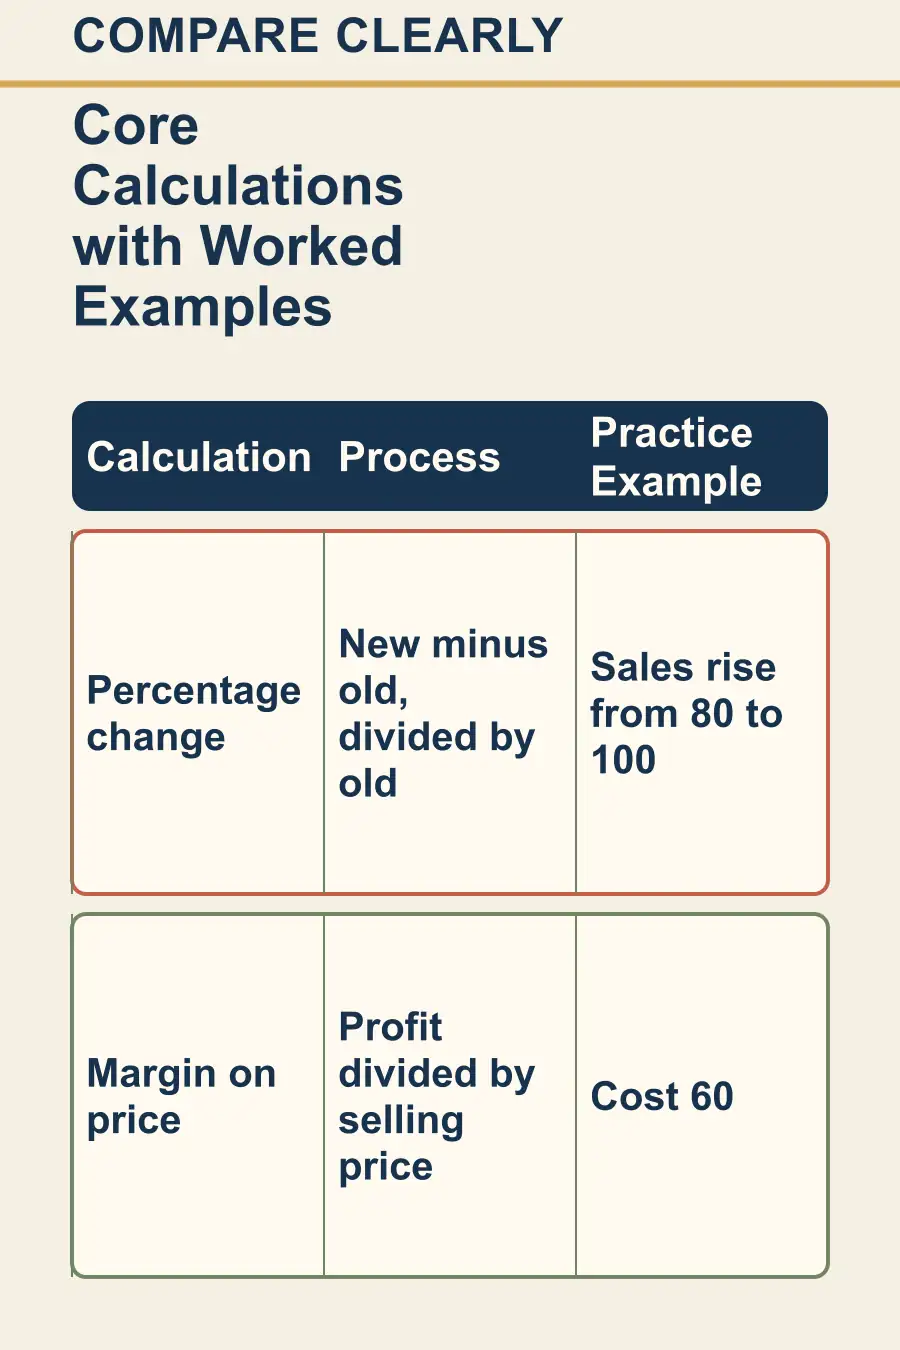 COMPARE CLEARLY
Core
Calculations
with Worked
Examples
Calculation
Process
Practice
Example
Percentage
change
New minus
old,
divided by
old
Sales rise
from 80 to
100
Margin on
price
Profit
divided by
selling
price
Cost 60